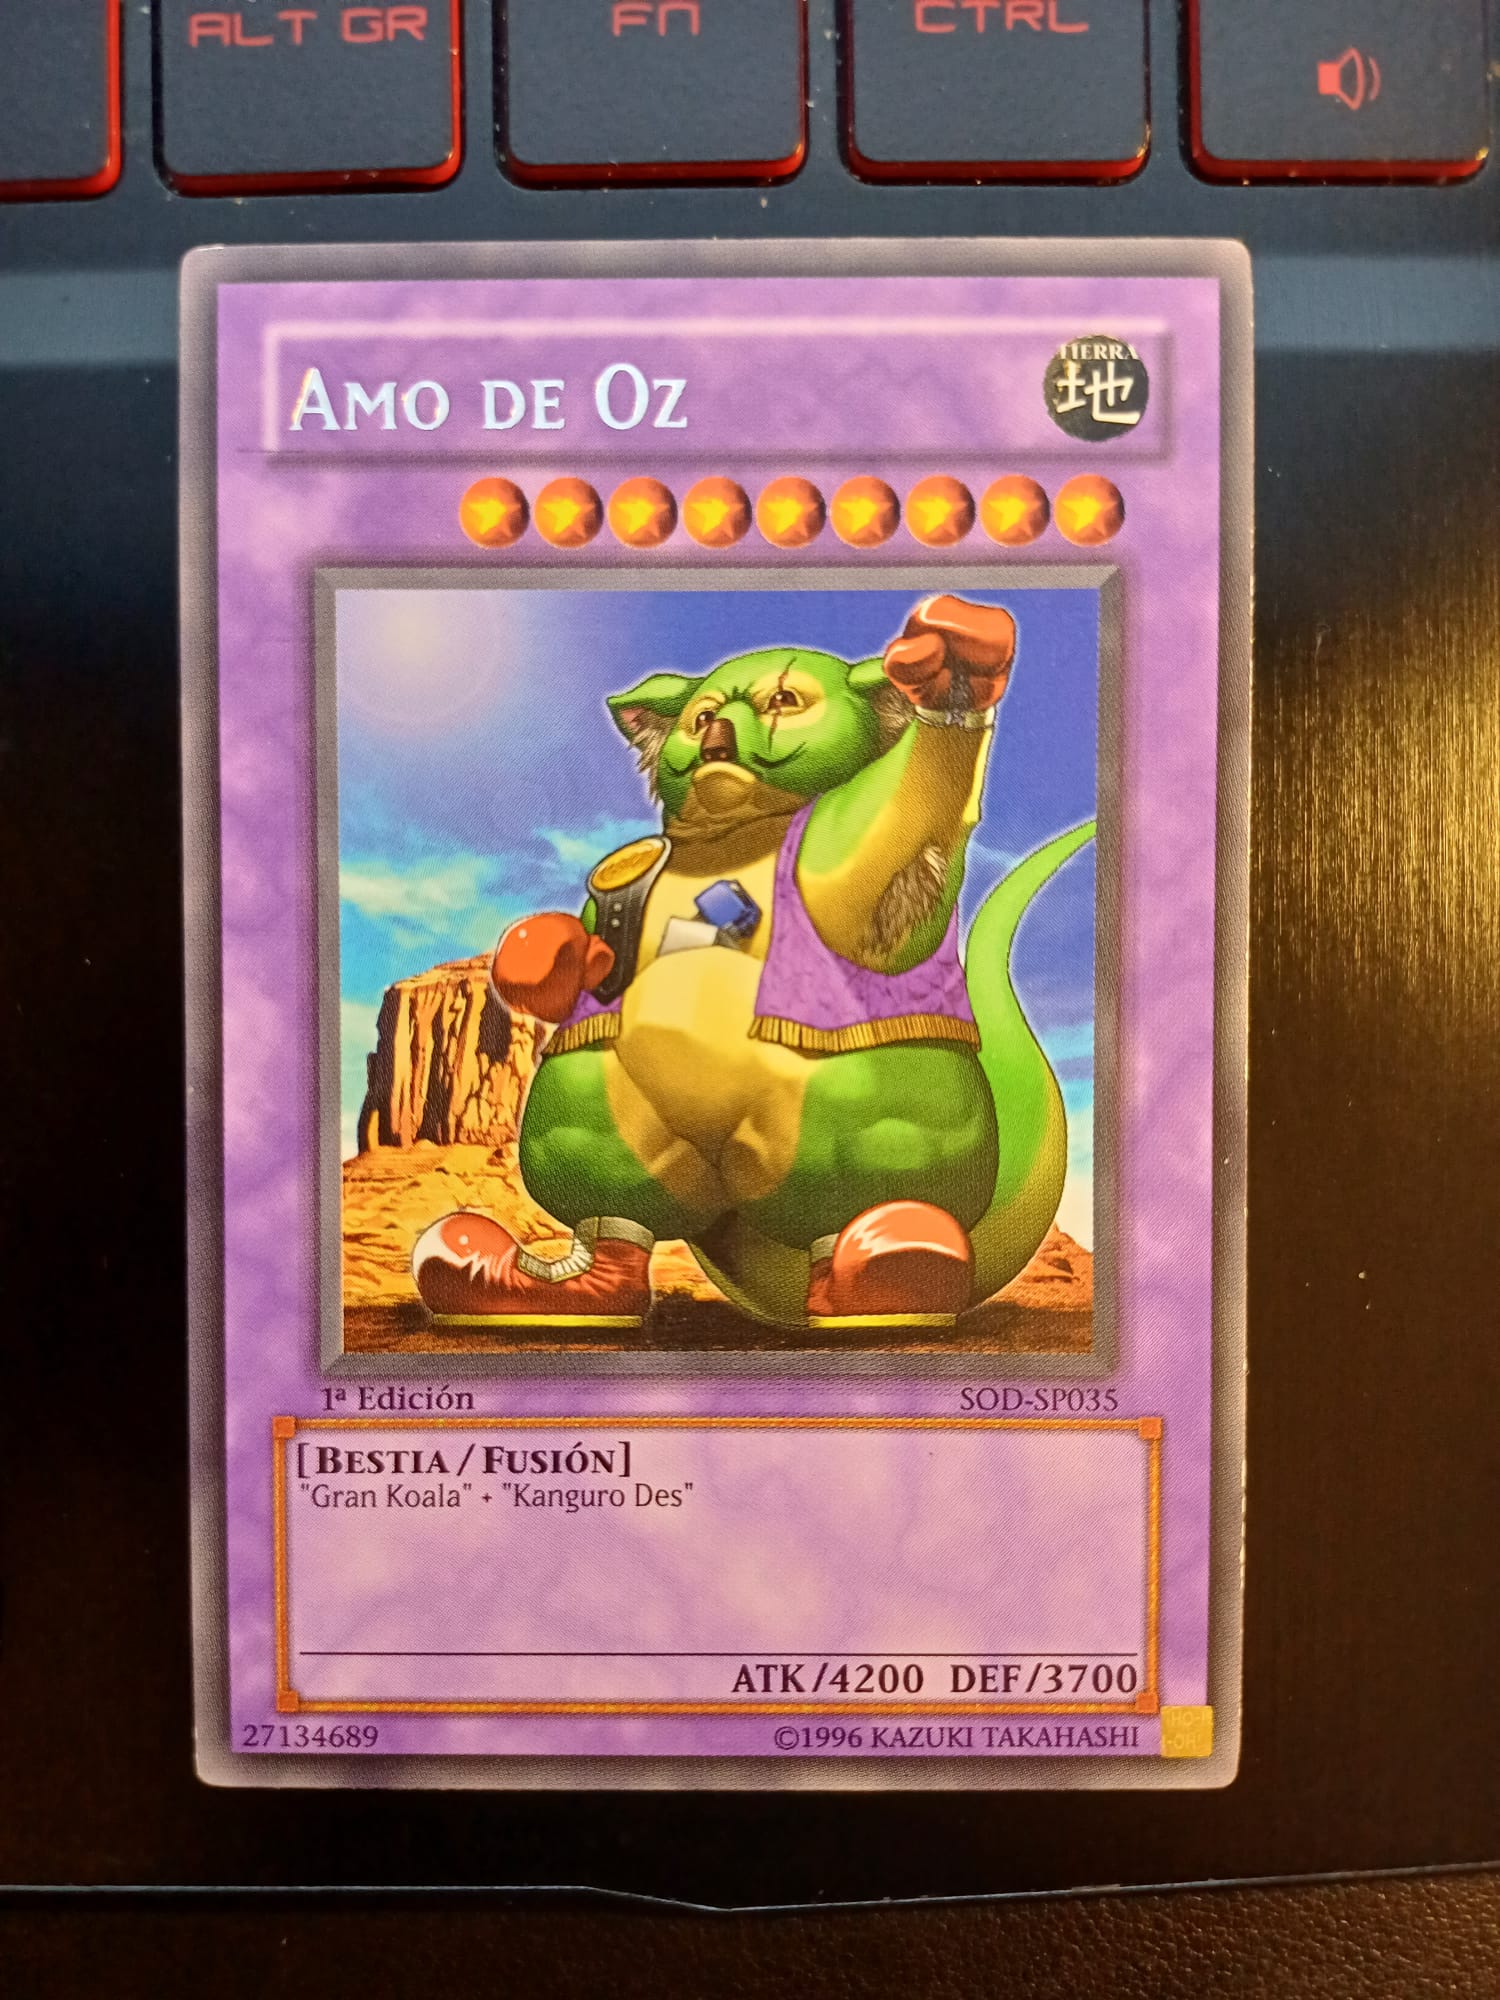 ALT GR
FN
CTRL
AMO DE OZ
TIERRA
地
1ª Edición
SOD-SP035
[BESTIA / FUSIÓN]
"Gran Koala" + "Kanguro Des"
ATK/4200 DEF/3700
27134689
©1996 KAZUKI TAKAHASHI